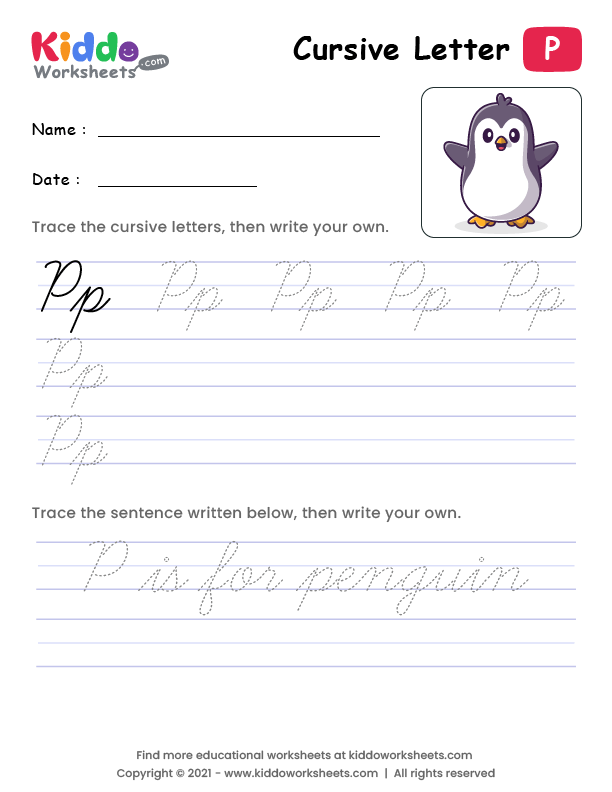 Kiddo
Worksheets
.com
Cursive Letter P
Name :
Date :
Trace the cursive letters, then write your own.
Pp Pp Pp Pp Pp
Pp
Pp
Trace the sentence written below, then write your own.
P is for penguin
Find more educational worksheets at kiddoworksheets.com
Copyright © 2021 - www.kiddoworksheets.com | All rights reserved